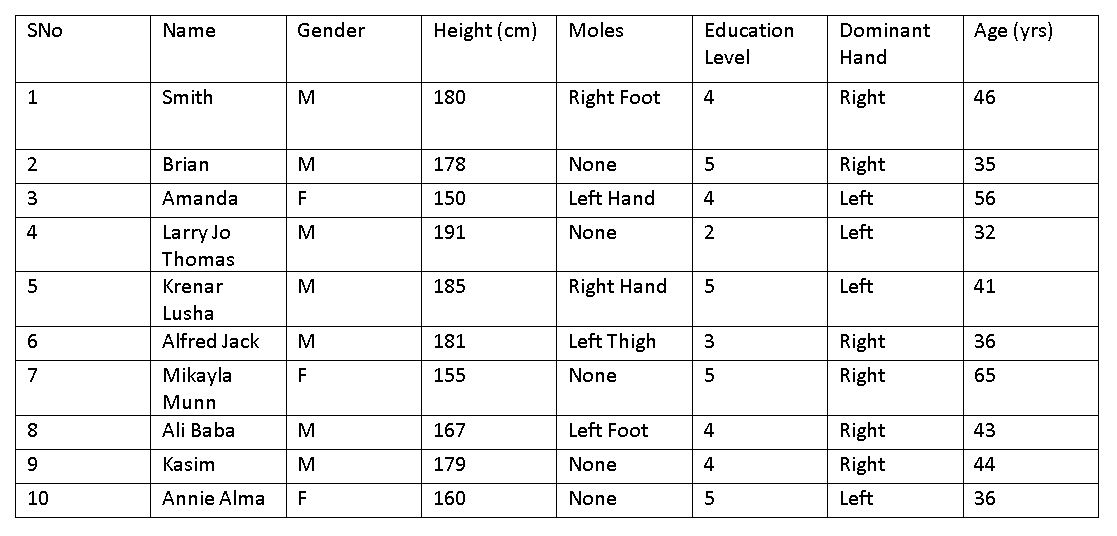 SNo Name Gender Height (cm) Moles Education Dominant Age (yrs)
Level Hand
1 Smith M 180 Right Foot 4 Right 46
2 Brian M 178 None 5 Right 35
3 Amanda F 150 Left Hand 4 Left 56
4 Larry Jo M 191 None 2 Left 32
Thomas
5 Krenar M 185 Right Hand 5 Left 41
Lusha
6 Alfred Jack M 181 Left Thigh 3 Right 36
7 Mikayla F 155 None 5 Right 65
Munn
8 Ali Baba M 167 Left Foot 4 Right 43
9 Kasim M 179 None 4 Right 44
10 Annie Alma F 160 None 5 Left 36